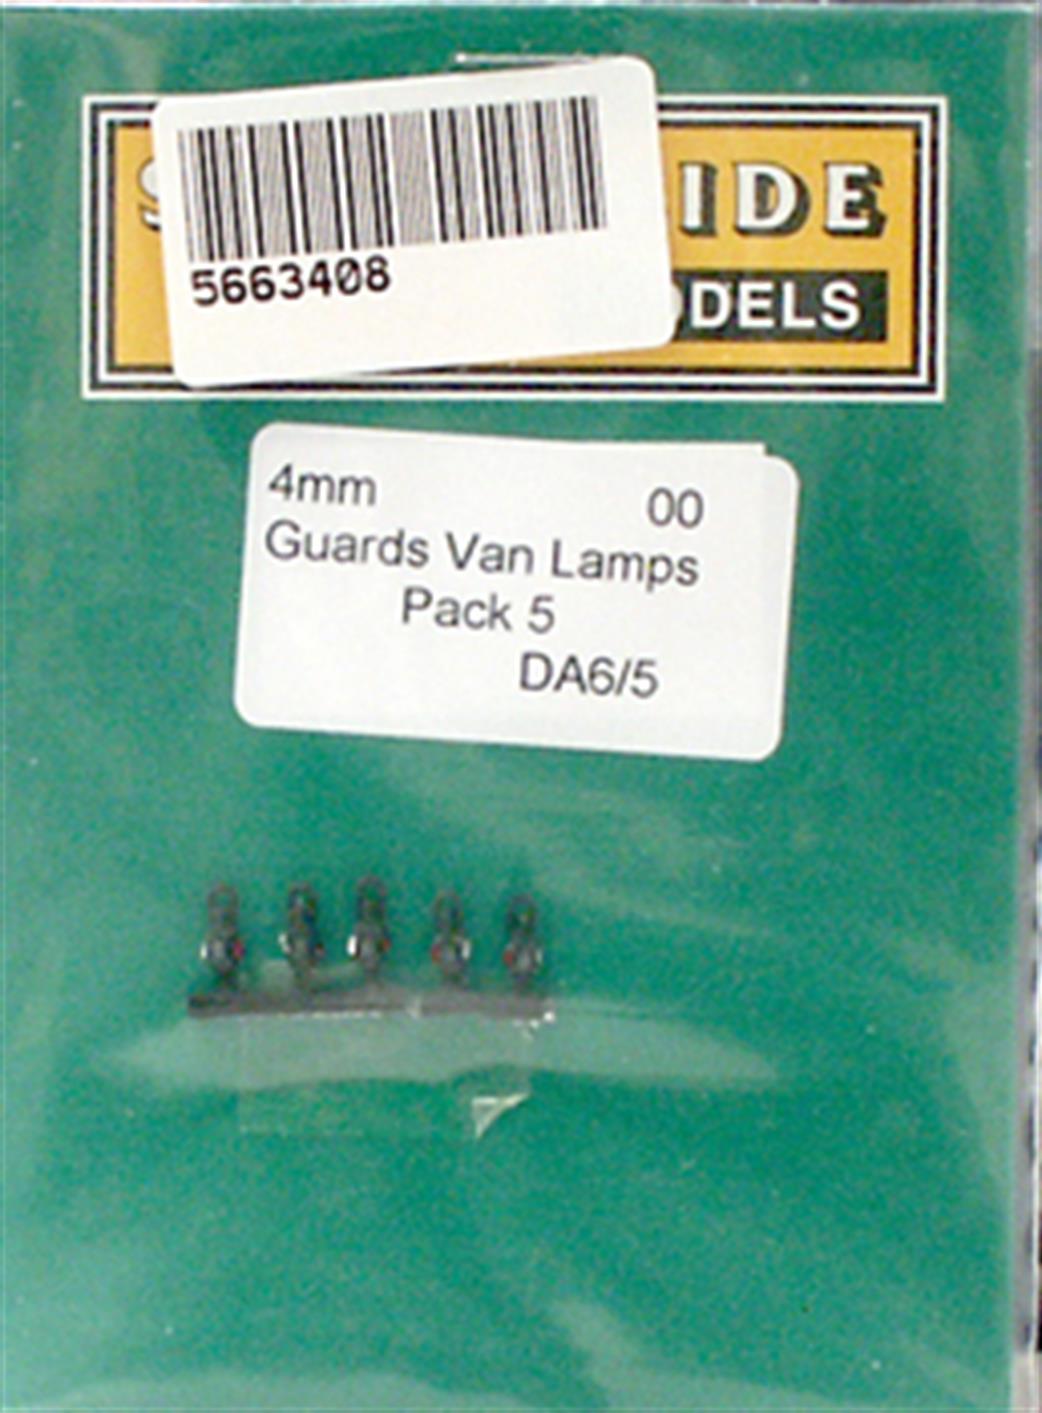 5663408
IDE
ODELS
4mm 00
Guards Van Lamps
Pack 5
DA6/5